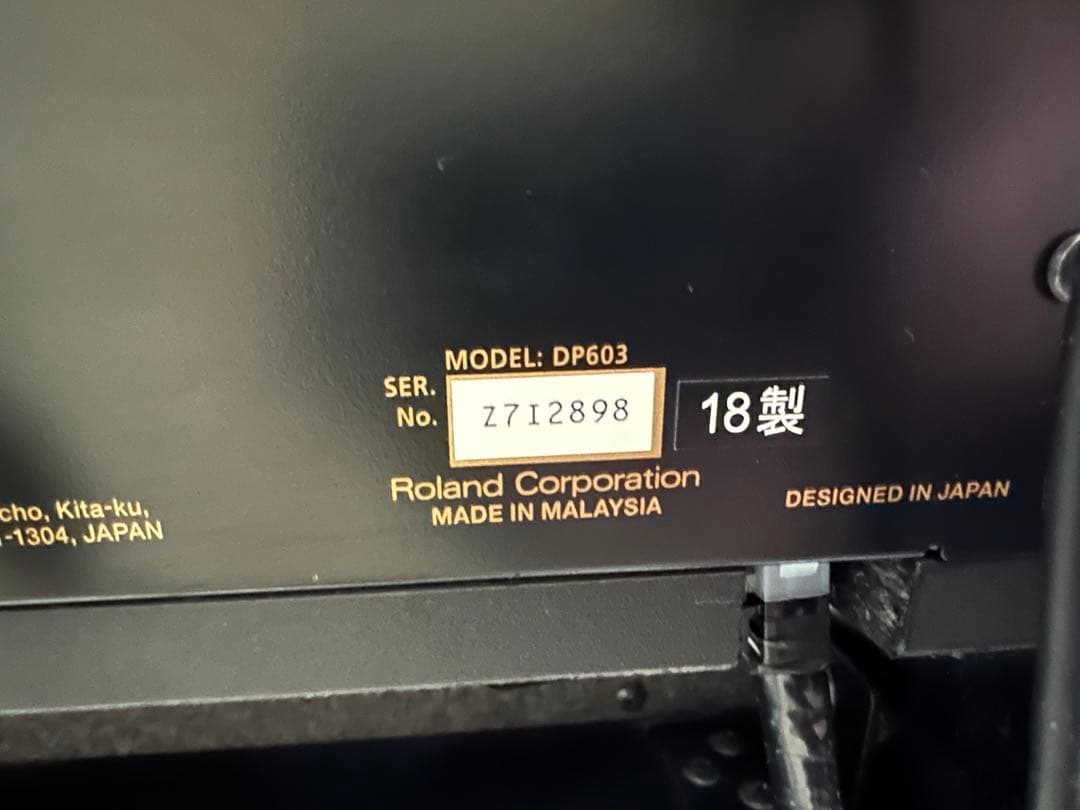 MODEL: DP603
SER.
No.
Z7I2898
18製
Roland Corporation
MADE IN MALAYSIA
DESIGNED IN JAPAN
cho, Kita-ku,
-1304, JAPAN